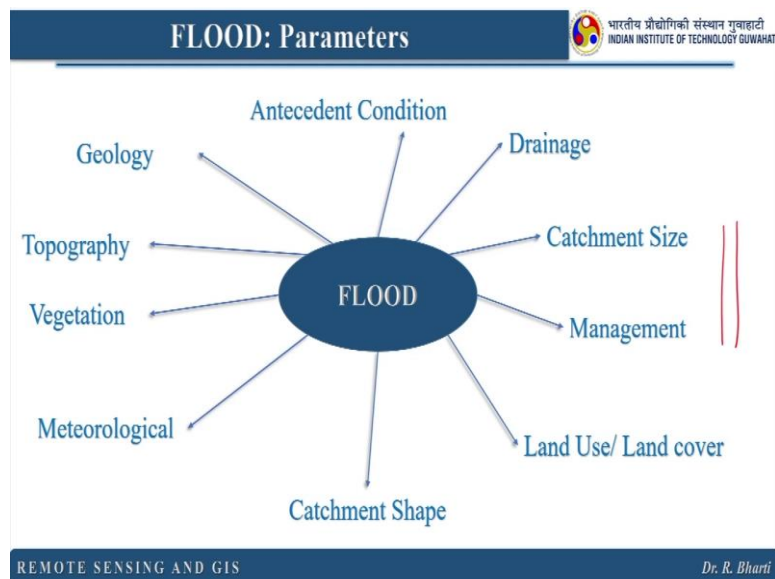 FLOOD: Parameters
भारतीय प्रौद्योगिकी संस्थान गुवाहाटी
INDIAN INSTITUTE OF TECHNOLOGY GUWAHAT
Antecedent Condition
Geology
Drainage
Topography
Catchment Size
Vegetation
FLOOD
Management
Meteorological
Land Use/ Land cover
Catchment Shape
REMOTE SENSING AND GIS
Dr. R. Bharti